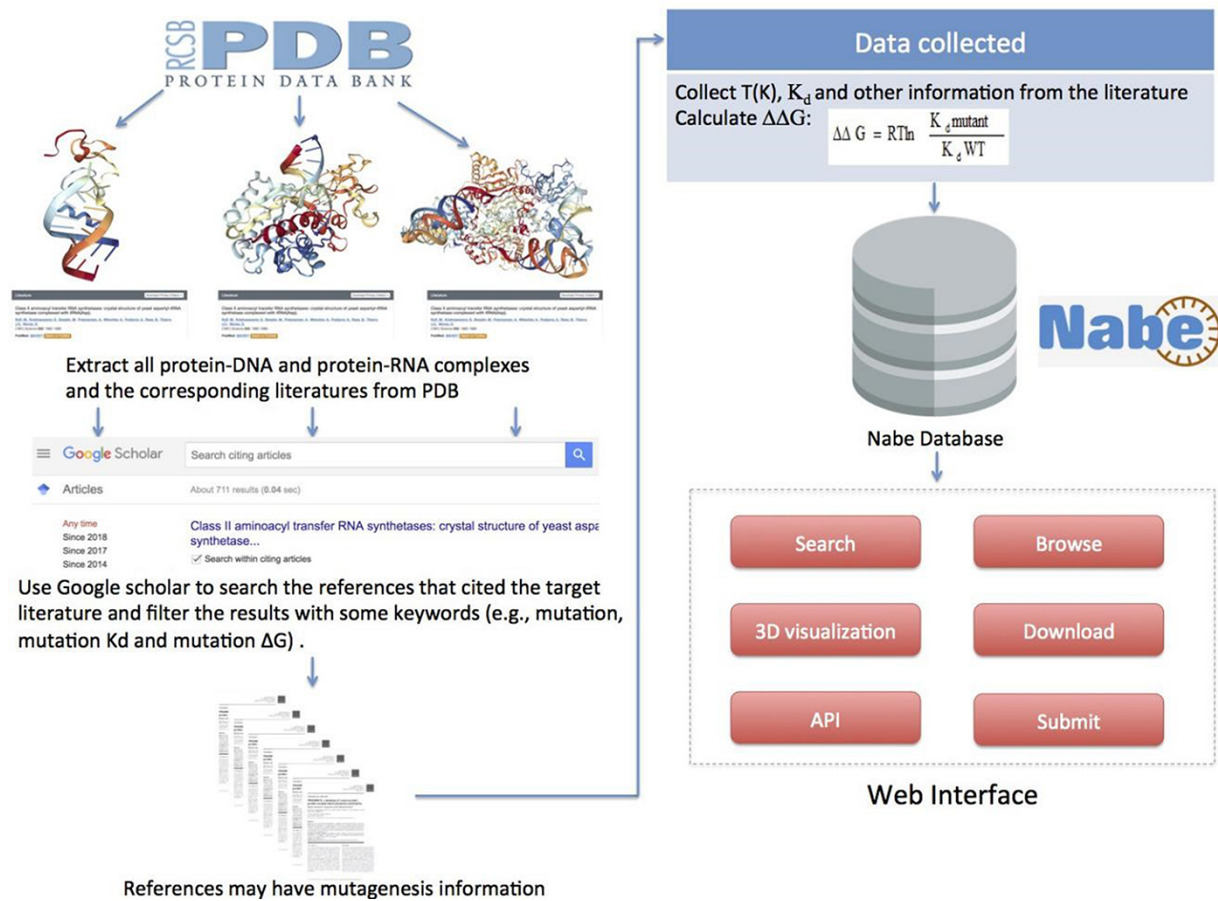 RCSB
PDB
PROTEIN DATA BANK
Literature
Literature
Literature
Extract all protein-DNA and protein-RNA complexes
and the corresponding literatures from PDB
Google Scholar
Search citing articles
Articles
About 711 results (0.04 sec)
Any time
Since 2018
Since 2017
Since 2014
Class II aminoacyl transfer RNA synthetases: crystal structure of yeast aspa
synthetase...
Search within citing articles
Use Google scholar to search the references that cited the target
literature and filter the results with some keywords (e.g., mutation,
mutation Kd and mutation ΔG) .
References may have mutagenesis information
Data collected
Collect T(K), Kd and other information from the literature
Calculate ΔΔG:
ΔΔ G = RTln K d mutant
K d WT
Nabe
Nabe Database
Search
Browse
3D visualization
Download
API
Submit
Web Interface